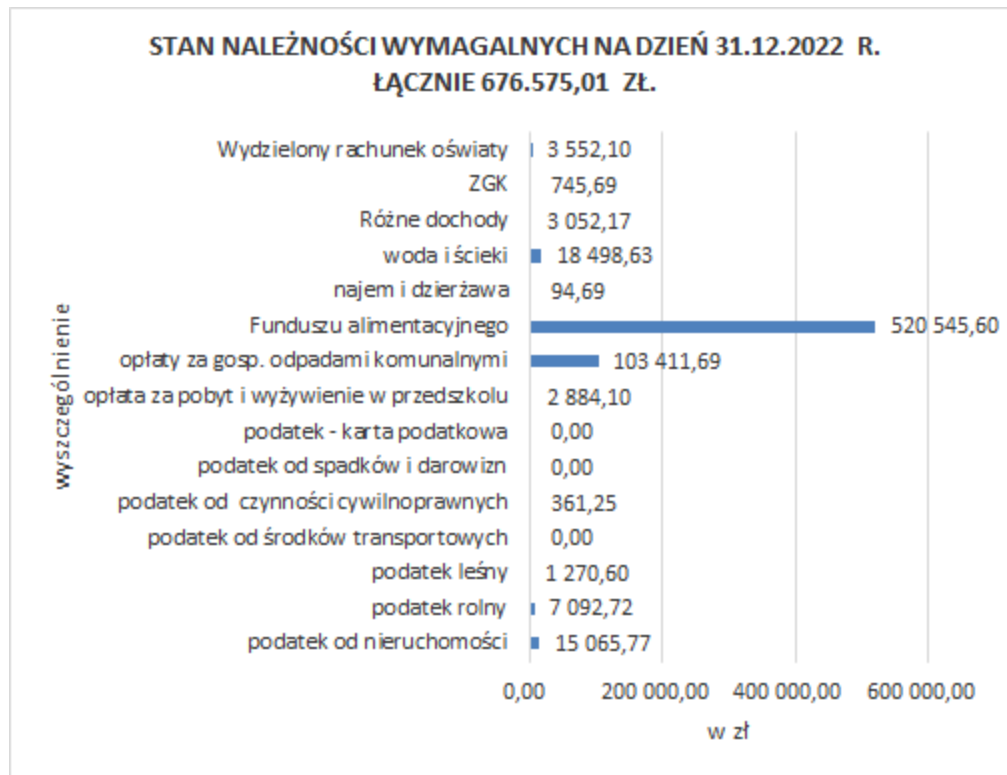 STAN NALEŻNOŚCI WYMAGALNYCH NA DZIEŃ 31.12.2022 R.
ŁĄCZNIE 676.575,01 ZŁ.
wyszczególnienie
Wydzielony rachunek oświaty 3 552,10
ZGK 745,69
Różne dochody 3 052,17
woda i ścieki 18 498,63
najem i dzierżawa 94,69
Funduszu alimentacyjnego 520 545,60
opłaty za gosp. odpadami komunalnymi 103 411,69
opłata za pobyt i wyżywienie w przedszkolu 2 884,10
podatek - karta podatkowa 0,00
podatek od spadków i darowizn 0,00
podatek od czynności cywilnoprawnych 361,25
podatek od środków transportowych 0,00
podatek leśny 1 270,60
podatek rolny 7 092,72
podatek od nieruchomości 15 065,77
0,00 200 000,00 400 000,00 600 000,00
w zł